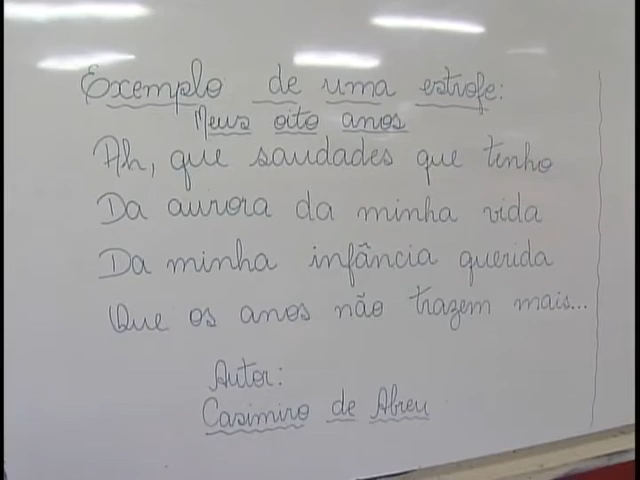 Exemplo de uma estrofe:
Meus oito anos
Ah, que saudades que tenho
Da aurora da minha vida
Da minha infância querida
Que os anos não trazem mais...
Autor:
Casimiro de Abreu